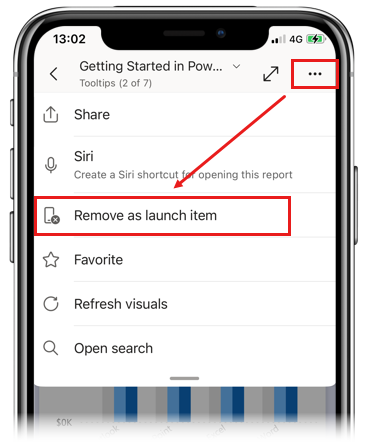 13:02
4G
Getting Started in Pow...
Tooltips (2 of 7)
Share
Siri
Create a Siri shortcut for opening this report
Remove as launch item
Favorite
Refresh visuals
Open search
$0K